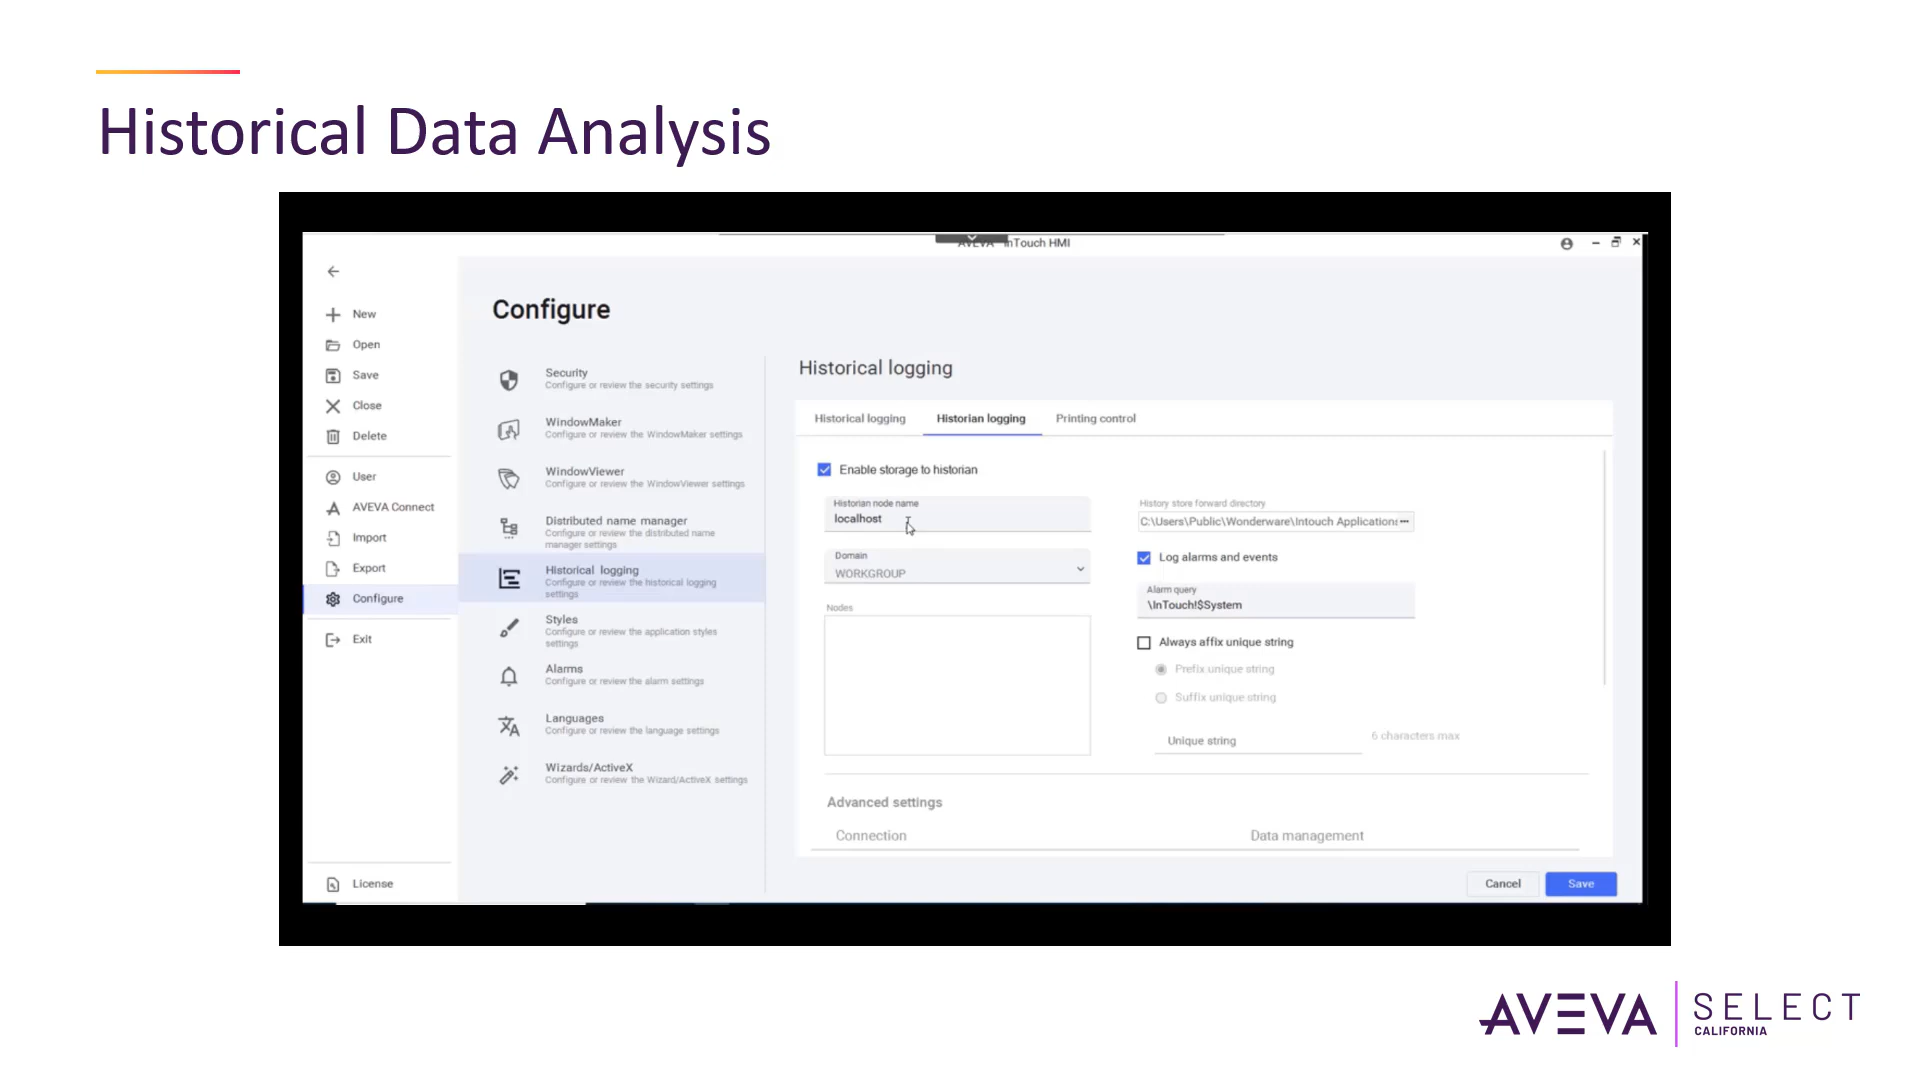 Historical Data Analysis
AVEVA InTouch HMI
New
Open
Save
Close
Delete
User
AVEVA Connect
Import
Export
Configure
Exit
License
Configure
Security
Configure or review the security settings
WindowMaker
Configure or review the WindowMaker settings
WindowViewer
Configure or review the WindowViewer settings
Distributed name manager
Configure or review the distributed name
manager settings
Historical logging
Configure or review the historical logging
settings
Styles
Configure or review the application styles
settings
Alarms
Configure or review the alarm settings
Languages
Configure or review the language settings
Wizards/ActiveX
Configure or review the Wizard/ActiveX settings
Historical logging
Historical logging Historian logging Printing control
Enable storage to historian
Historian node name
localhost
Domain
WORKGROUP
Nodes
History store forward directory
C:\Users\Public\Wonderware\Intouch Applications
Log alarms and events
Alarm query
\InTouch!$System
Always affix unique string
Prefix unique string
Suffix unique string
Unique string
6 characters max
Advanced settings
Connection Data management
Cancel Save
AVEVA SELECT
CALIFORNIA